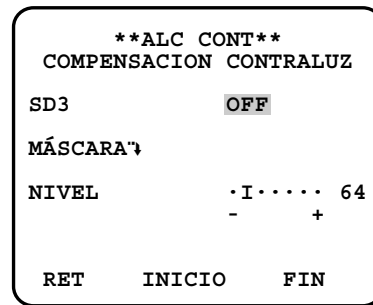 **ALC CONT**
COMPENSACION CONTRALUZ
SD3 OFF
MÁSCARA⮧
NIVEL ·I····· 64
- +
RET INICIO FIN